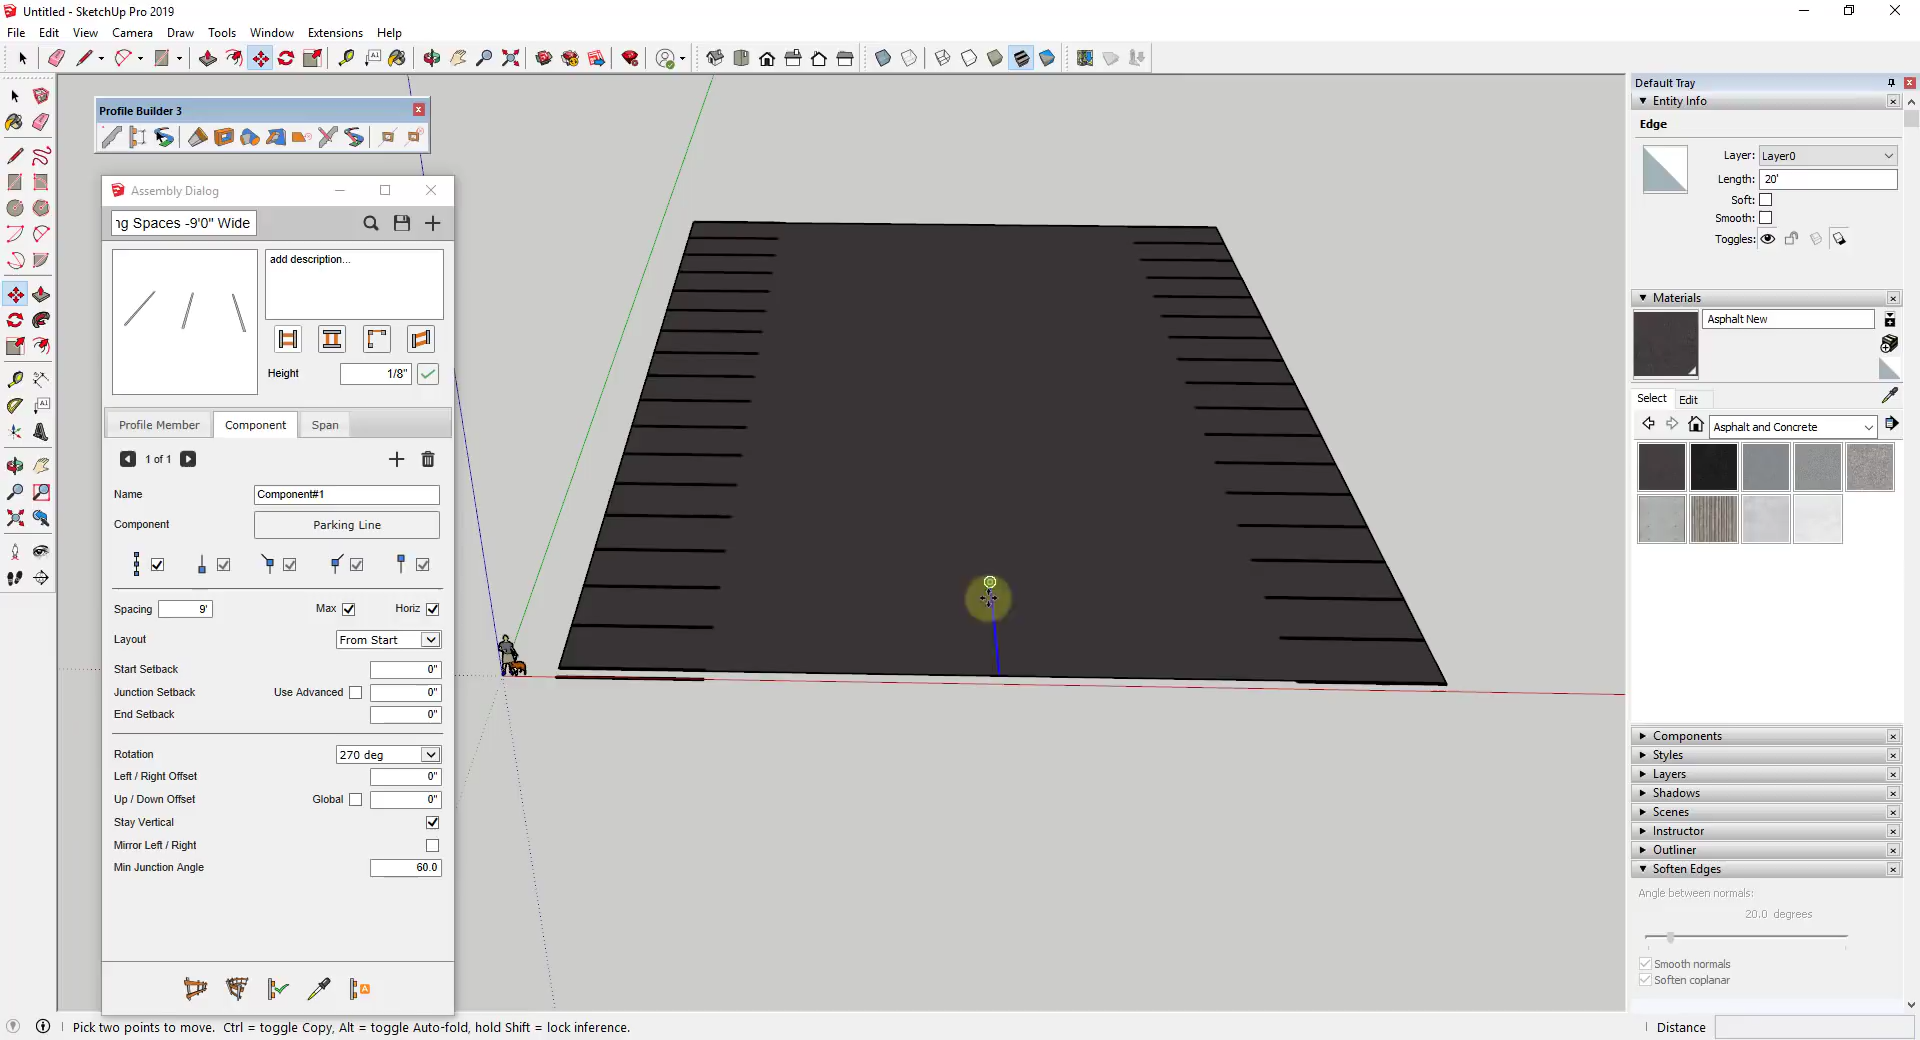 Untitled - SketchUp Pro 2019
File Edit View Camera Draw Tools Window Extensions Help
Profile Builder 3
Assembly Dialog
ng Spaces -9'0" Wide
add description...
Height 1/8"
Profile Member Component Span
1 of 1
Name Component#1
Component Parking Line
Spacing 9' Max Horiz
Layout From Start
Start Setback 0"
Junction Setback Use Advanced 0"
End Setback 0"
Rotation 270 deg
Left / Right Offset 0"
Up / Down Offset Global 0"
Stay Vertical
Mirror Left / Right
Min Junction Angle 60.0
Default Tray
Entity Info
Edge
Layer: Layer0
Length: 20'
Soft:
Smooth:
Toggles:
Materials
Asphalt New
Select Edit
Asphalt and Concrete
Components
Styles
Layers
Shadows
Scenes
Instructor
Outliner
Soften Edges
Angle between normals:
20.0 degrees
Smooth normals
Soften coplanar
Pick two points to move. Ctrl = toggle Copy, Alt = toggle Auto-fold, hold Shift = lock inference.
Distance